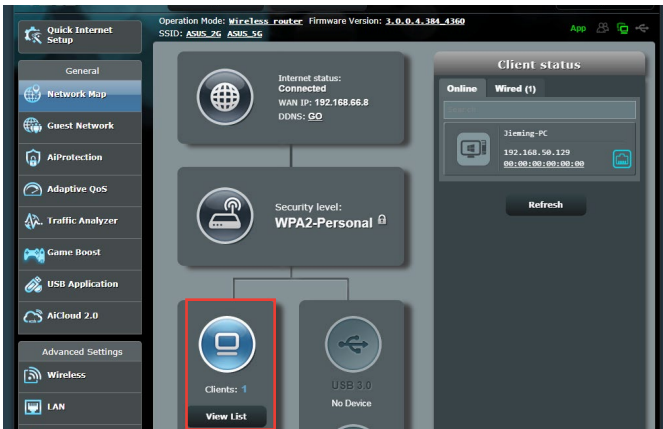 Quick Internet
Setup
Operation Mode: Wireless router Firmware Version: 3.0.0.4.384_4360
SSID: ASUS_2G ASUS_5G
App
General
Network Map
Guest Network
AiProtection
Adaptive QoS
Traffic Analyzer
Game Boost
USB Application
AiCloud 2.0
Advanced Settings
Wireless
LAN
Internet status:
Connected
WAN IP: 192.168.66.8
DDNS: GO
Security level:
WPA2-Personal
Clients: 1
View List
USB 3.0
No Device
Client status
Online Wired (1)
Jieming-PC
192.168.50.129
00:00:00:00:00:00
Refresh